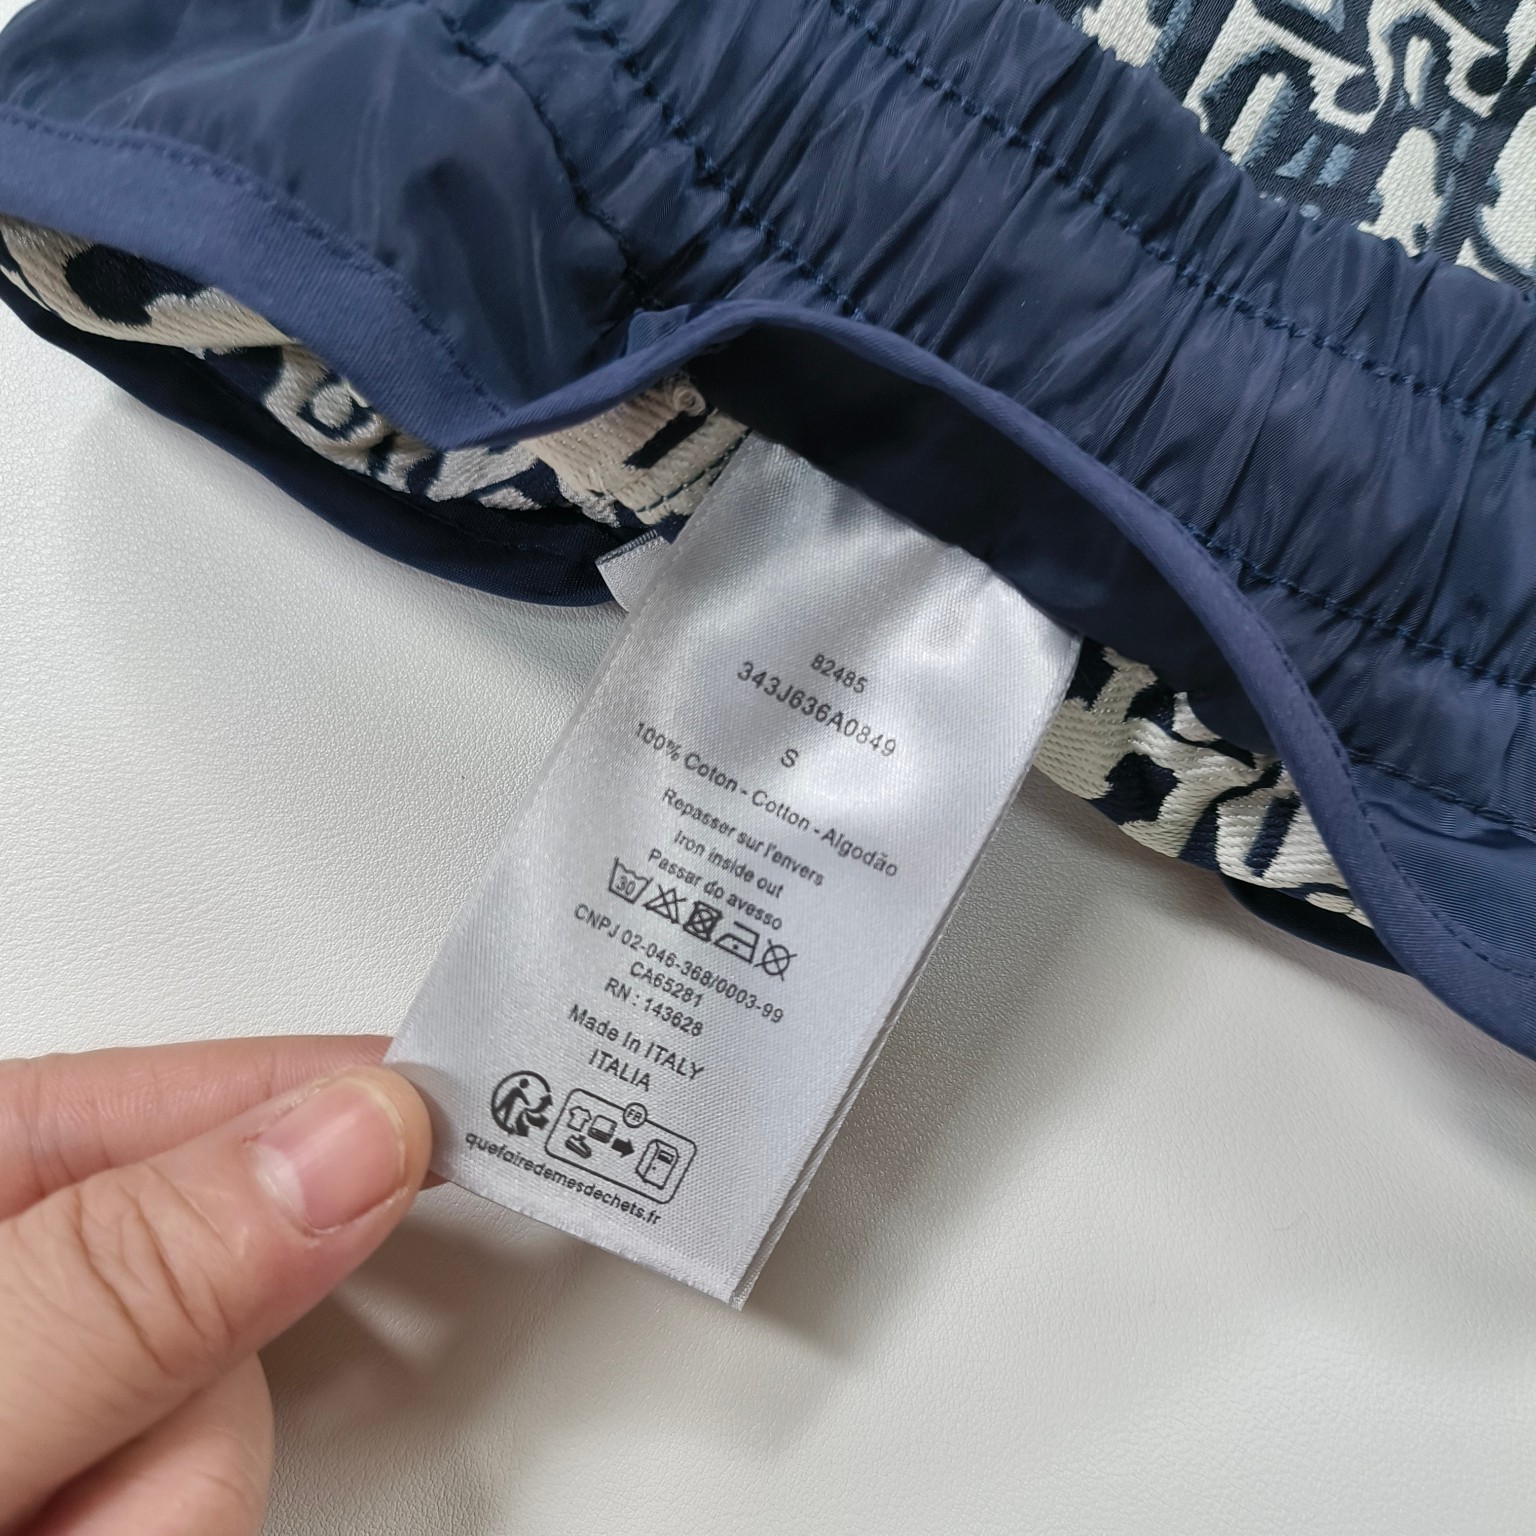 82485
343J636A0849
S
100% Coton - Cotton - Algodão
Repasser sur l'envers
Iron inside out
Passar do avesso
30
CNPJ 02-046-368/0003-99
CA65281
RN : 143628
Made In ITALY
ITALIA
FR
quefairedemesdechets.fr